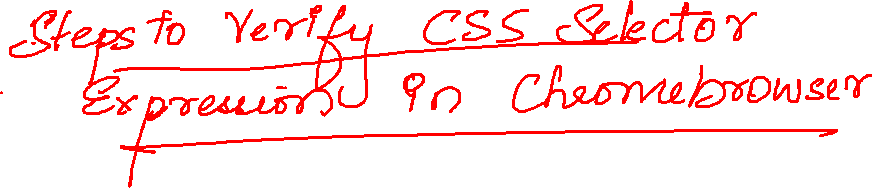 Steps to Verify CSS Selector
Expression in Chromebrowser